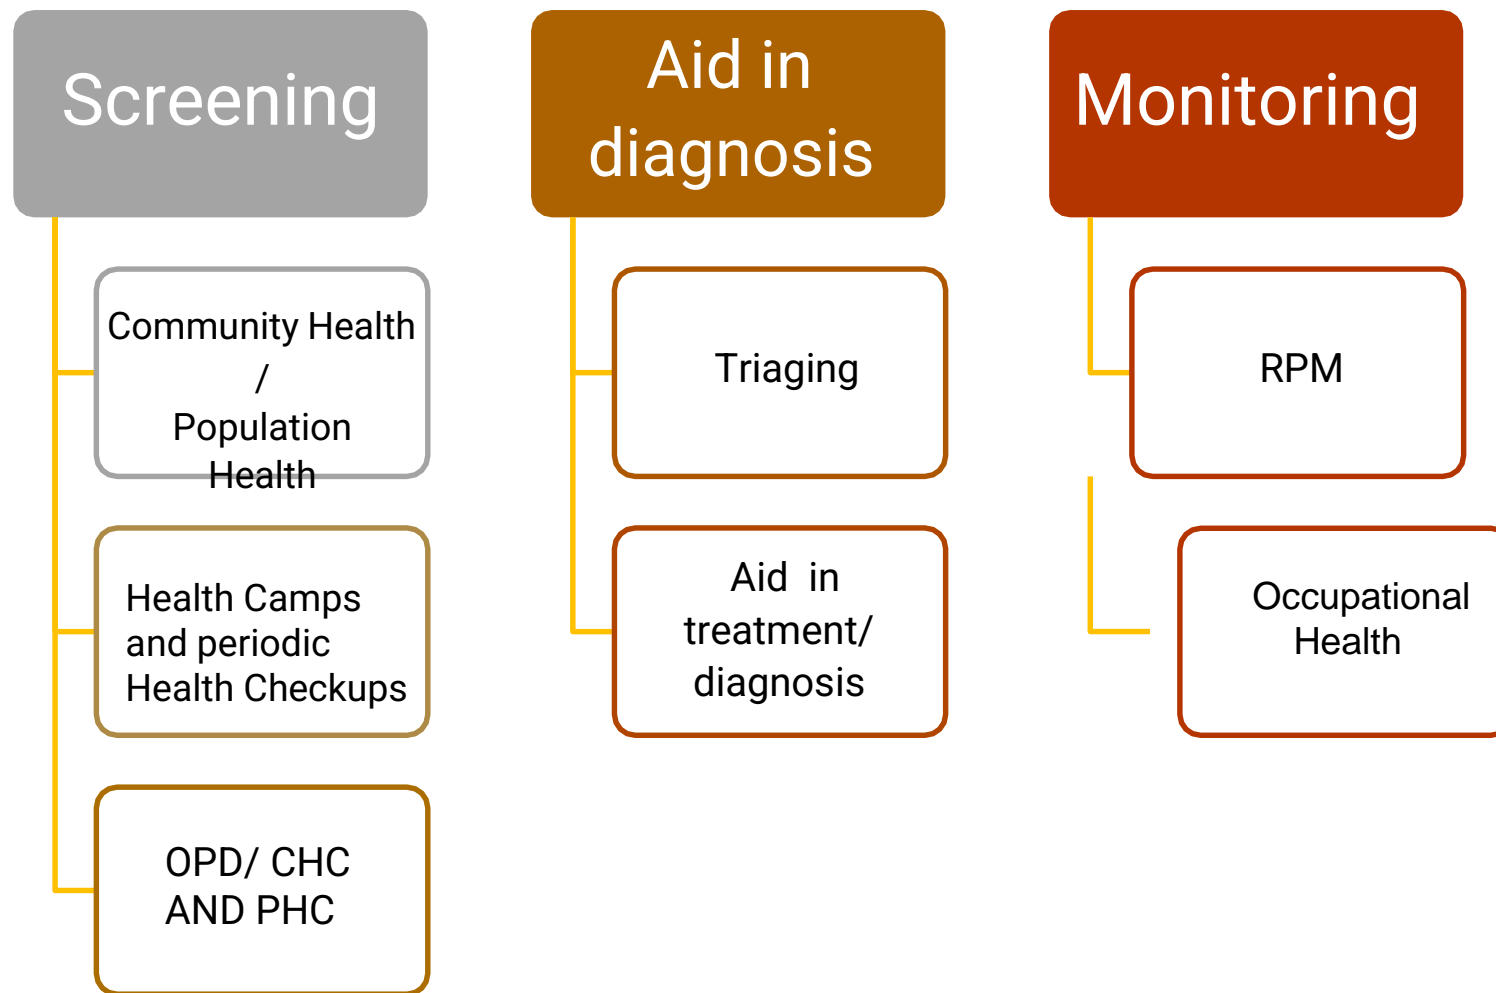 Screening
Community Health
/
Population
Health
Health Camps
and periodic
Health Checkups
OPD/ CHC
AND PHC
Aid in
diagnosis
Triaging
Aid  in
treatment/
diagnosis
Monitoring
RPM
Occupational
Health